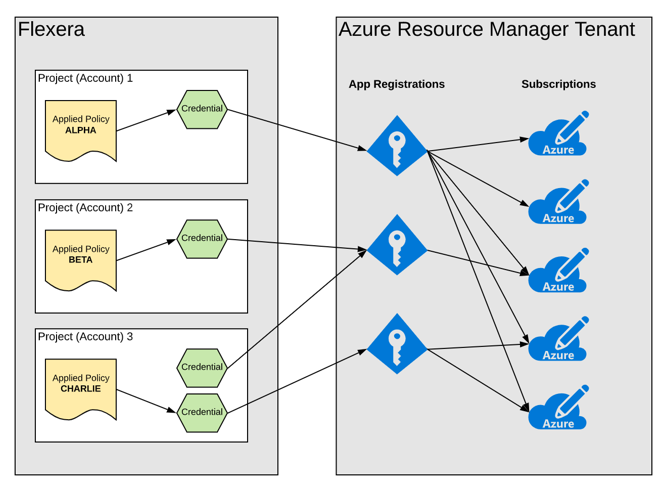 Flexera
Azure Resource Manager Tenant
Project (Account) 1
Applied Policy
ALPHA
Credential
App Registrations
Subscriptions
Azure
Azure
Project (Account) 2
Applied Policy
BETA
Credential
Azure
Project (Account) 3
Applied Policy
CHARLIE
Credential
Credential
Azure
Azure